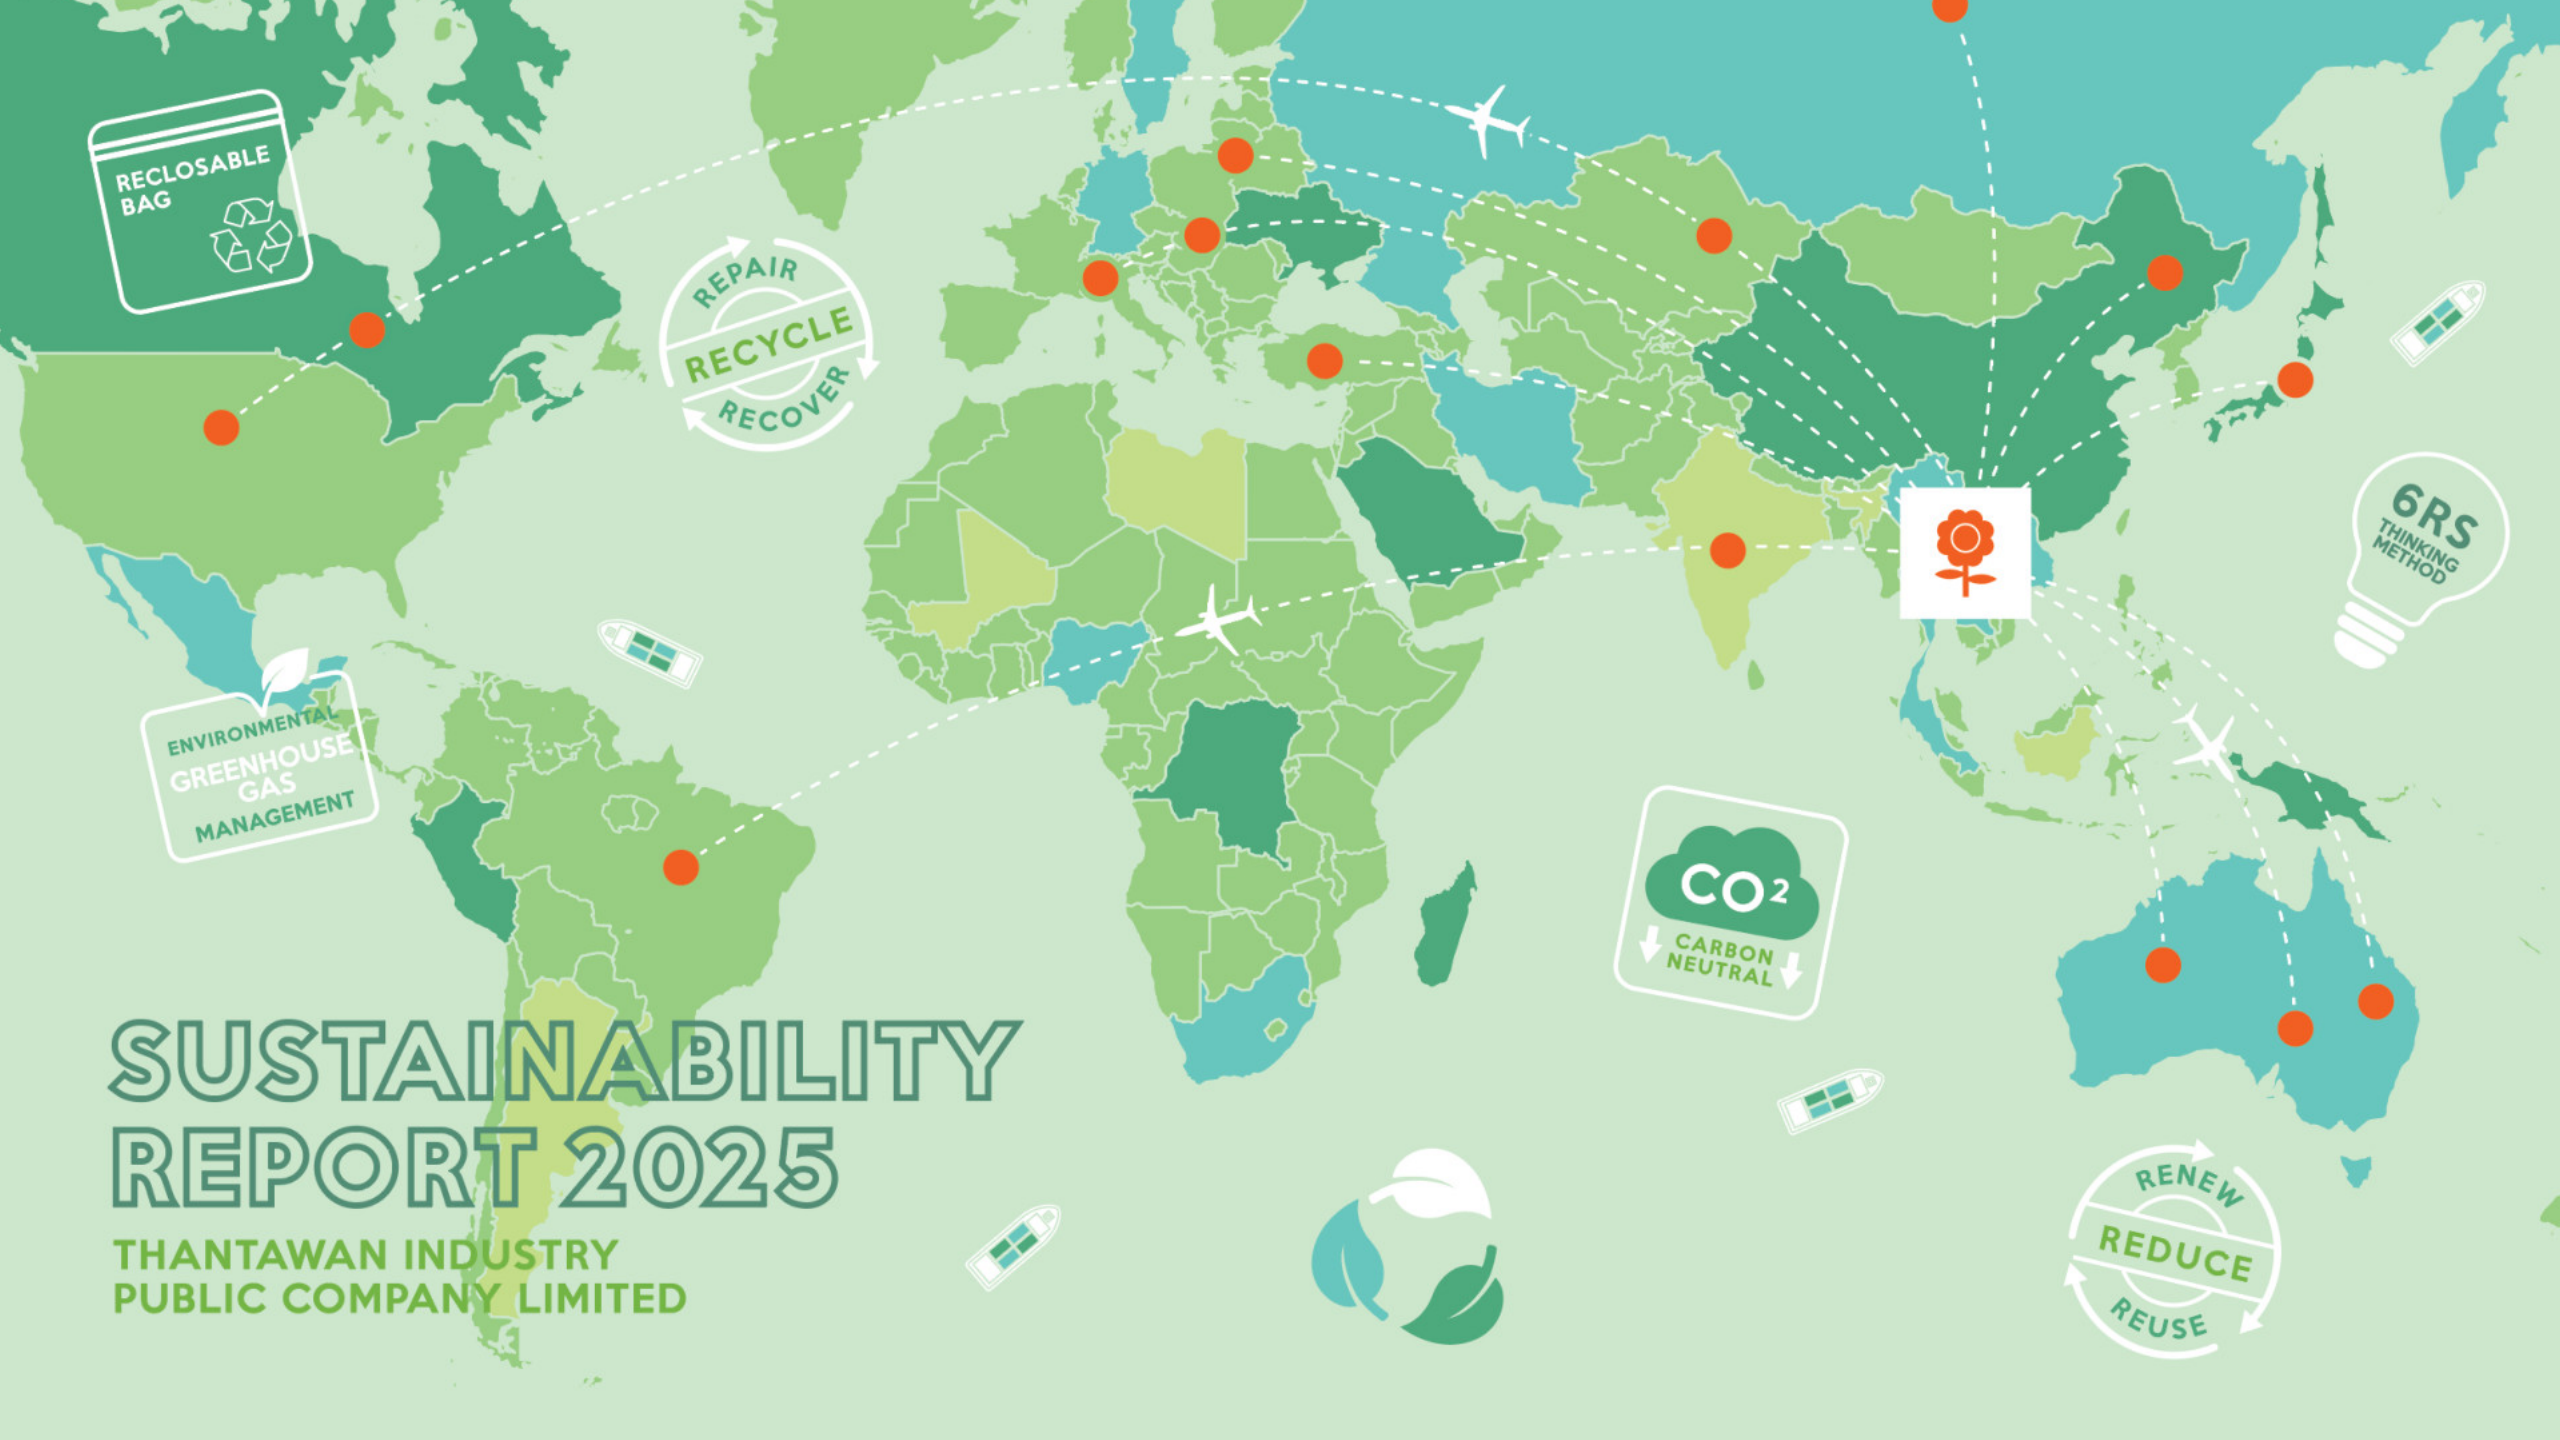 RECLOSABLE
BAG
REPAIR
RECYCLE
RECOVER
6RS
THINKING
METHOD
ENVIRONMENTAL
GREENHOUSE
GAS
MANAGEMENT
CO2
CARBON
NEUTRAL
SUSTAINABILITY
REPORT 2025
THANTAWAN INDUSTRY
PUBLIC COMPANY LIMITED
RENEW
REDUCE
REUSE